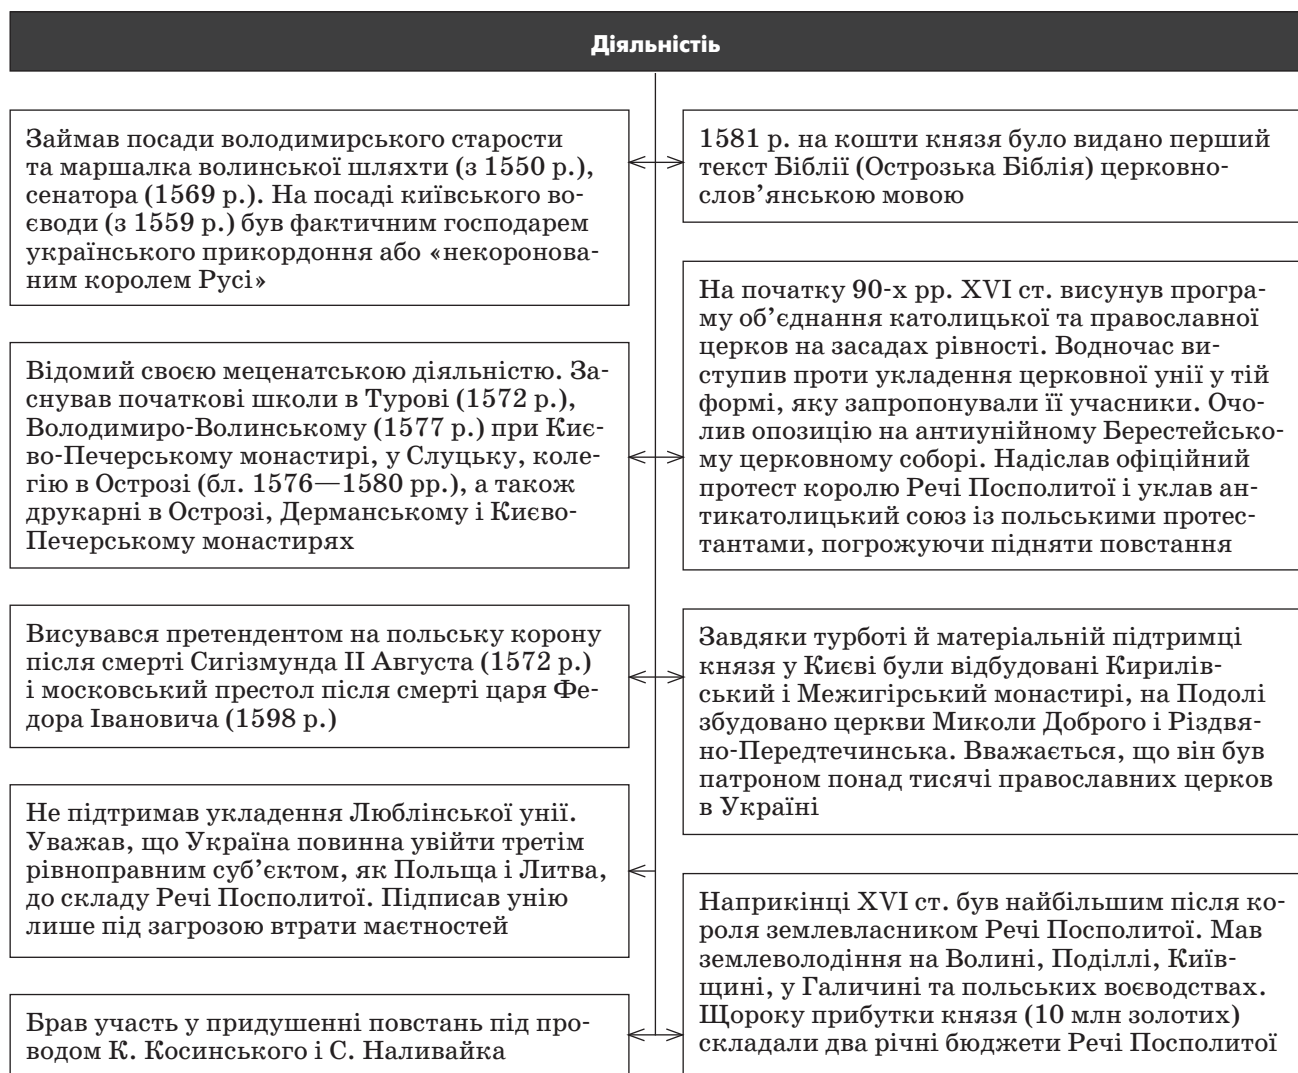 Діяльністіь
Займав посади володимирського старости
та маршалка волинської шляхти (з 1550 р.),
сенатора (1569 р.). На посаді київського во-
єводи (з 1559 р.) був фактичним господарем
українського прикордоння або «некоронова-
ним королем Русі»
Відомий своєю меценатською діяльністю. За-
снував початкові школи в Турові (1572 р.),
Володимиро-Волинському (1577 р.) при Киє-
во-Печерському монастирі, у Слуцьку, коле-
гію в Острозі (бл. 1576—1580 рр.), а також
друкарні в Острозі, Дерманському і Києво-
Печерському монастирях
Висувався претендентом на польську корону
після смерті Сигізмунда II Августа (1572 р.)
і московський престол після смерті царя Фе-
дора Івановича (1598 р.)
Не підтримав укладення Люблінської унії.
Уважав, що Україна повинна увійти третім
рівноправним суб’єктом, як Польща і Литва,
до складу Речі Посполитої. Підписав унію
лише під загрозою втрати маєтностей
Брав участь у придушенні повстань під про-
водом К. Косинського і С. Наливайка
1581 р. на кошти князя було видано перший
текст Біблії (Острозька Біблія) церковно-
слов’янською мовою
На початку 90-х рр. XVI ст. висунув програ-
му об’єднання католицької та православної
церков на засадах рівності. Водночас ви-
ступив проти укладення церковної унії у тій
формі, яку запропонували її учасники. Очо-
лив опозицію на антиунійному Берестейсько-
му церковному соборі. Надіслав офіційний
протест королю Речі Посполитої і уклав ан-
тикатолицький союз із польськими протес-
тантами, погрожуючи підняти повстання
Завдяки турботі й матеріальній підтримці
князя у Києві були відбудовані Кирилів-
ський і Межигірський монастирі, на Подолі
збудовано церкви Миколи Доброго і Різдвя-
но-Передтечинська. Вважається, що він був
патроном понад тисячі православних церков
в Україні
Наприкінці XVI ст. був найбільшим після ко-
роля землевласником Речі Посполитої. Мав
землеволодіння на Волині, Поділлі, Київ-
щині, у Галичині та польських воєводствах.
Щороку прибутки князя (10 млн золотих)
складали два річні бюджети Речі Посполитої